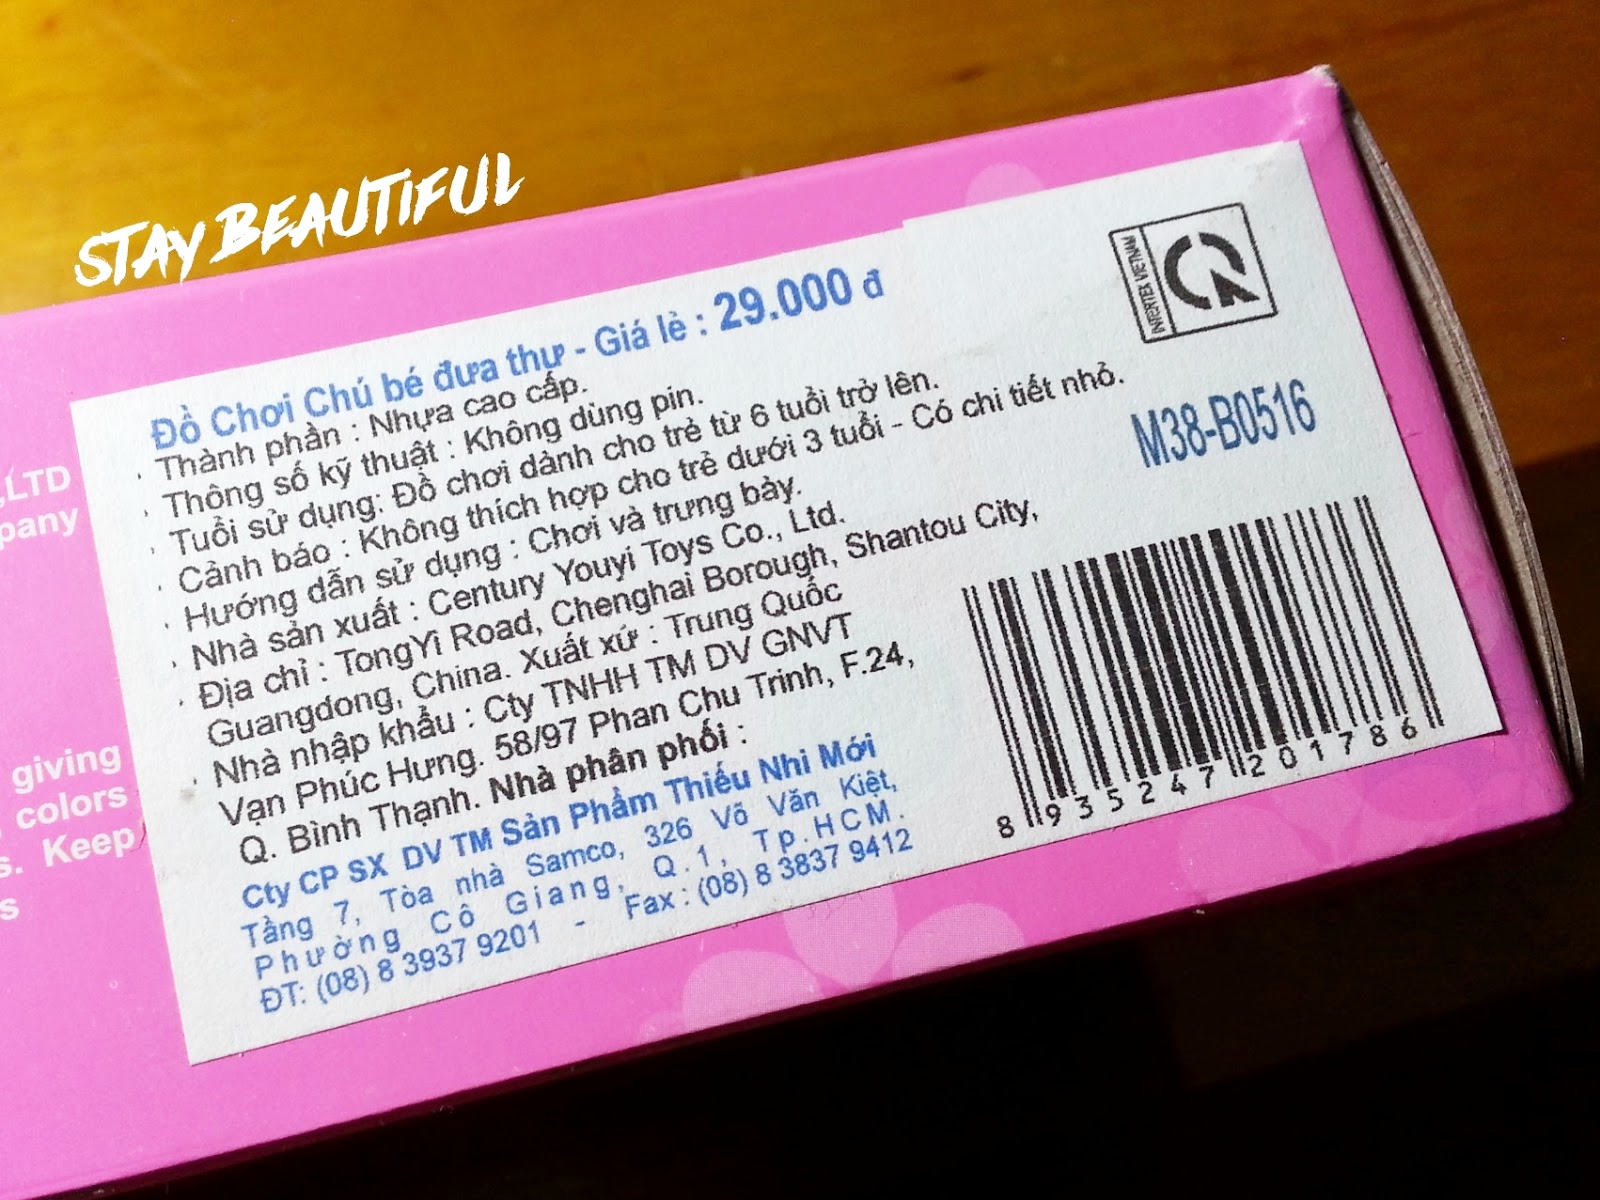 STAY BEAUTIFUL
,LTD
pany
giving
colors
s. Keep
s
Đồ Chơi Chú bé đưa thư - Giá lẻ : 29.000 đ
. Thành phần : Nhựa cao cấp.
. Thông số kỹ thuật : Không dùng pin.
. Tuổi sử dụng: Đồ chơi dành cho trẻ từ 6 tuổi trở lên.
. Cảnh báo : Không thích hợp cho trẻ dưới 3 tuổi - Có chi tiết nhỏ.
. Hướng dẫn sử dụng : Chơi và trưng bày.
. Nhà sản xuất : Century Youyi Toys Co., Ltd.
. Địa chỉ : TongYi Road, Chenghai Borough, Shantou City,
Guangdong, China. Xuất xứ : Trung Quốc
. Nhà nhập khẩu : Cty TNHH TM DV GNVT
Vạn Phúc Hưng. 58/97 Phan Chu Trinh, F.24,
Q. Bình Thạnh. Nhà phân phối :
Cty CP SX DV TM Sản Phẩm Thiếu Nhi Mới
Tầng 7, Tòa nhà Samco, 326 Võ Văn Kiệt,
Phường Cô Giang, Q.1, Tp.HCM.
ĐT: (08) 8 3937 9201 - Fax : (08) 8 3837 9412
INTERTEK VIETNAM
M38-B0516
8935247201786